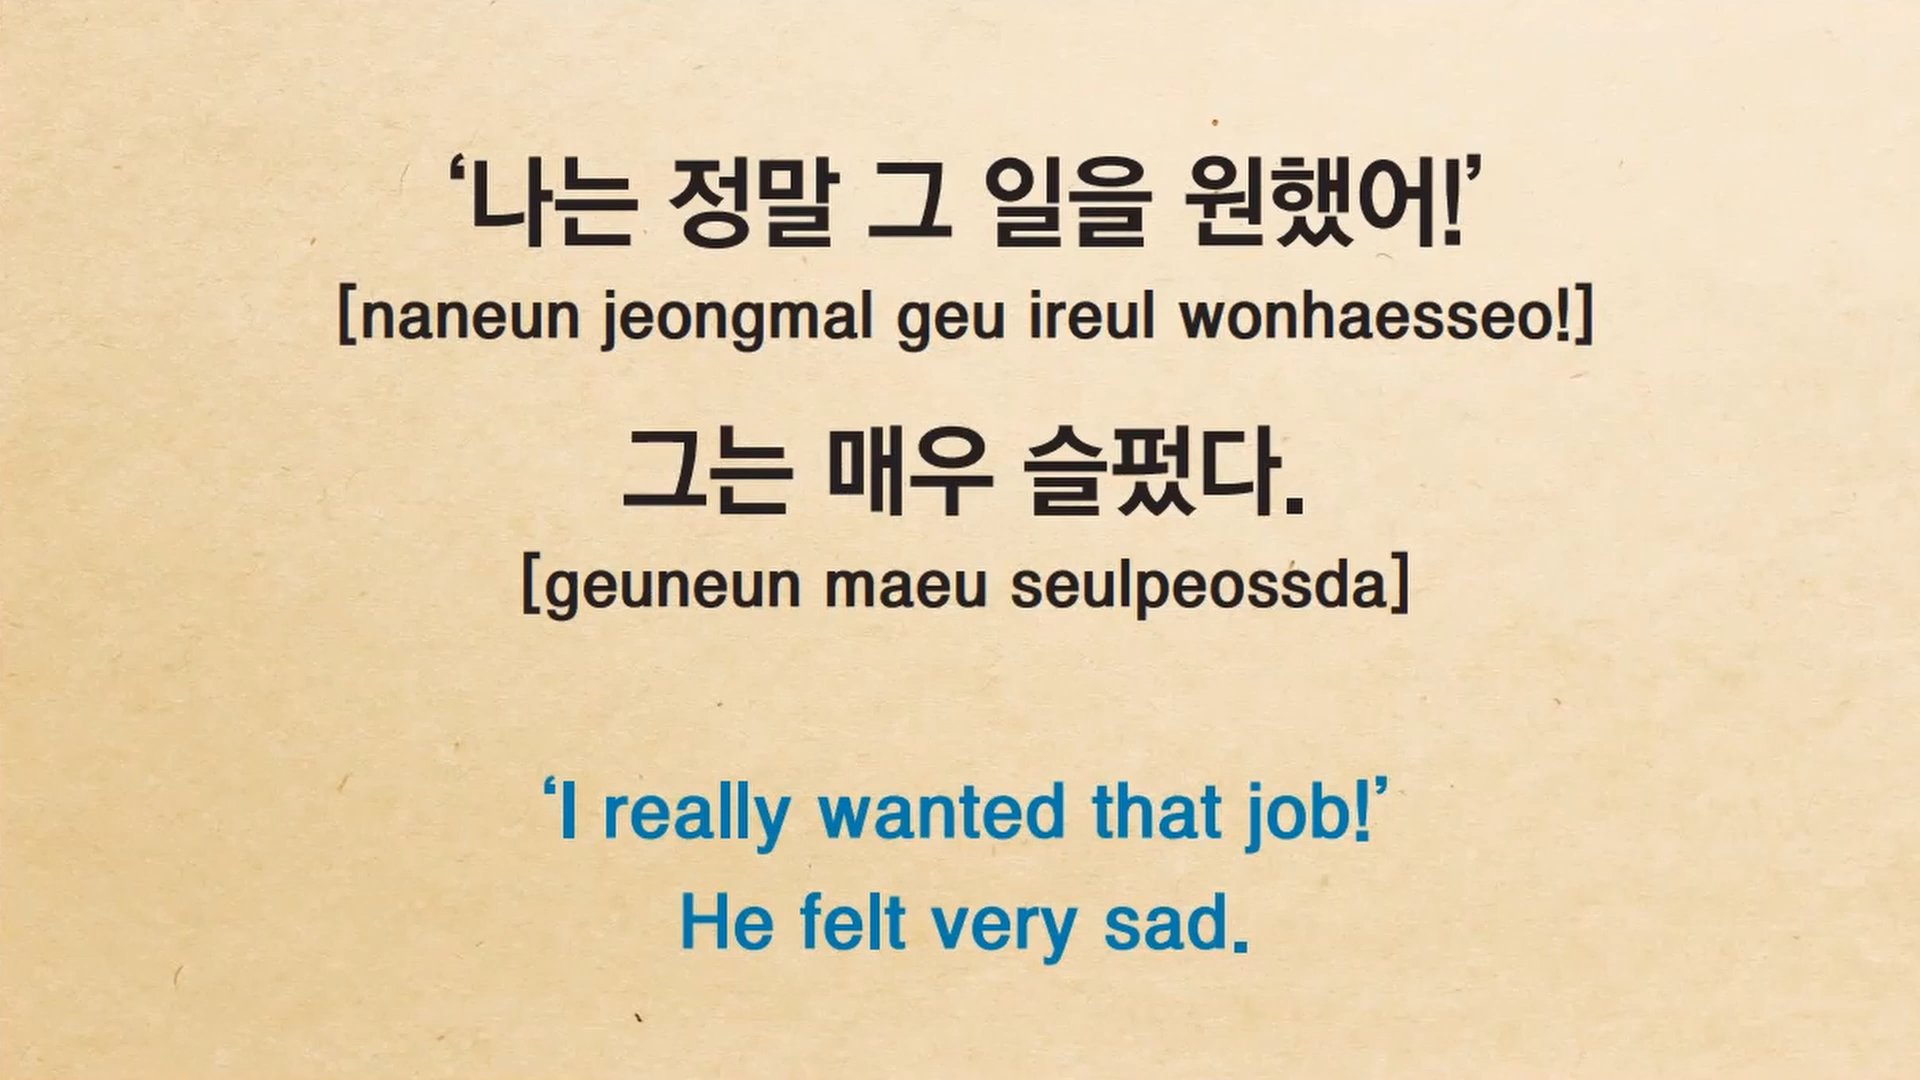 ‘나는 정말 그 일을 원했어!’
[naneun jeongmal geu ireul wonhaesseo!]
그는 매우 슬펐다.
[geuneun maeu seulpeossda]
‘I really wanted that job!’
He felt very sad.